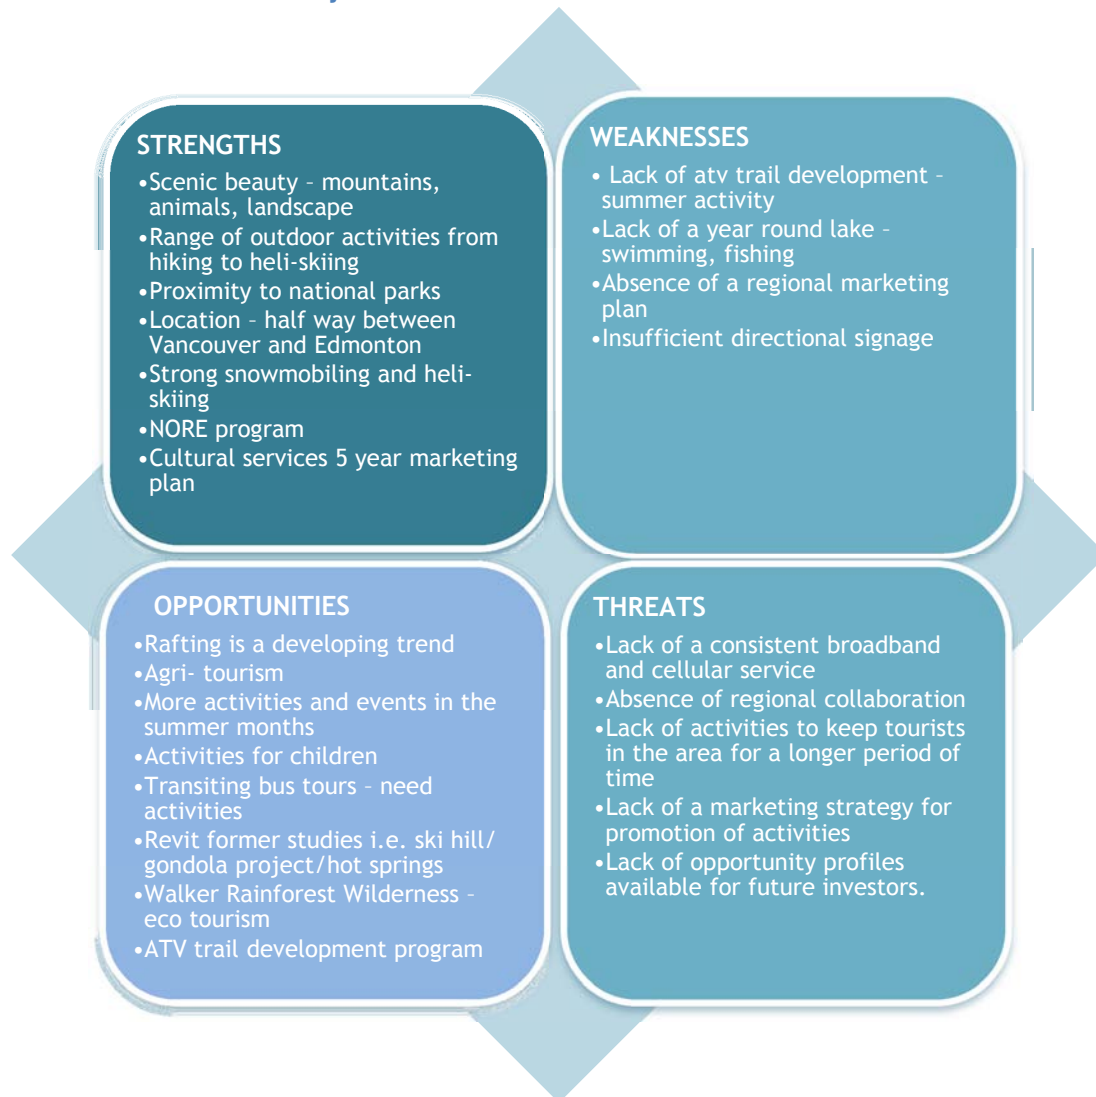 STRENGTHS
•Scenic beauty – mountains,
animals, landscape
•Range of outdoor activities from
hiking to heli-skiing
•Proximity to national parks
•Location – half way between
Vancouver and Edmonton
•Strong snowmobiling and heli-
skiing
•NORE program
•Cultural services 5 year marketing
plan
WEAKNESSES
• Lack of atv trail development –
summer activity
•Lack of a year round lake –
swimming, fishing
•Absence of a regional marketing
plan
•Insufficient directional signage
OPPORTUNITIES
•Rafting is a developing trend
•Agri- tourism
•More activities and events in the
summer months
•Activities for children
•Transiting bus tours – need
activities
•Revit former studies i.e. ski hill/
gondola project/hot springs
•Walker Rainforest Wilderness –
eco tourism
•ATV trail development program
THREATS
•Lack of a consistent broadband
and cellular service
•Absence of regional collaboration
•Lack of activities to keep tourists
in the area for a longer period of
time
•Lack of a marketing strategy for
promotion of activities
•Lack of opportunity profiles
available for future investors.